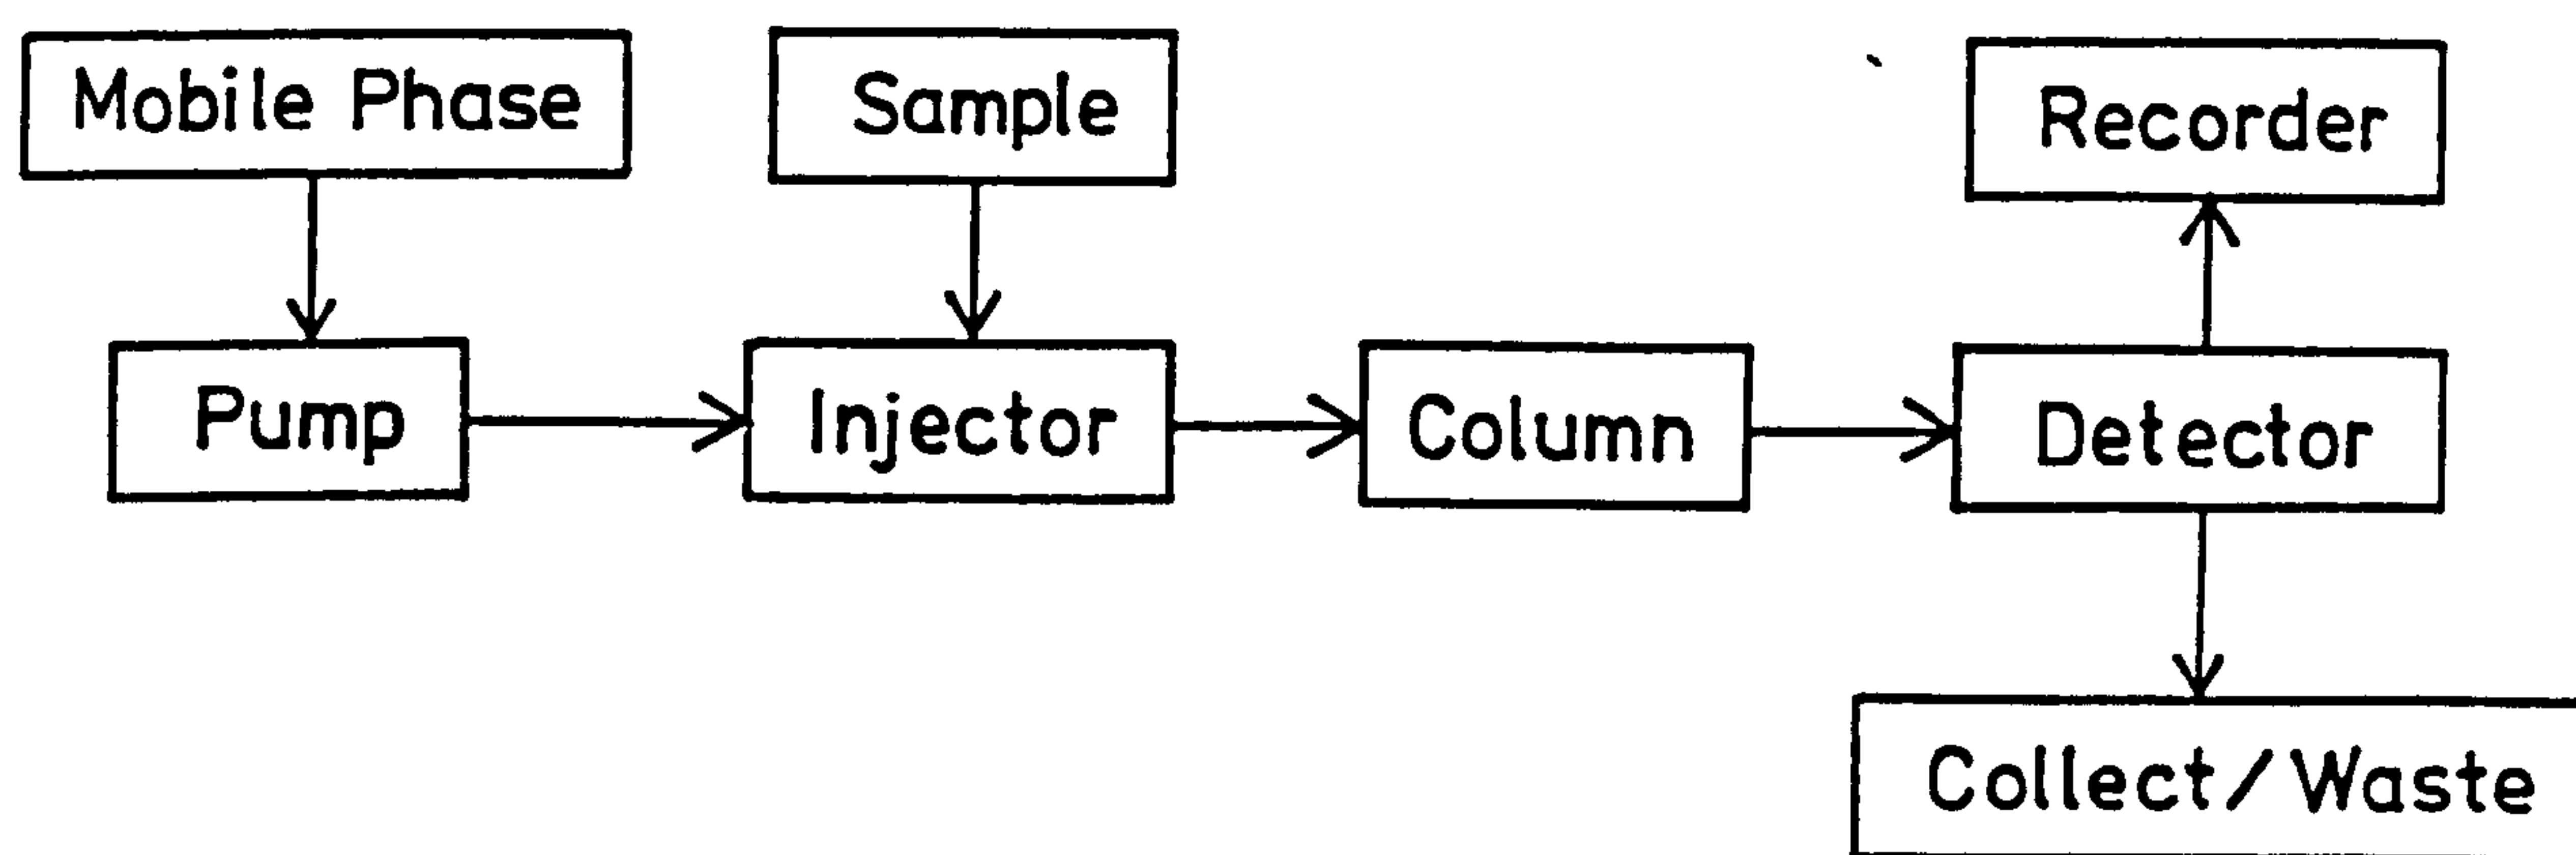 Mobile Phase
Sample
Recorder
Pump
Injector
Column
Detector
Collect/Waste